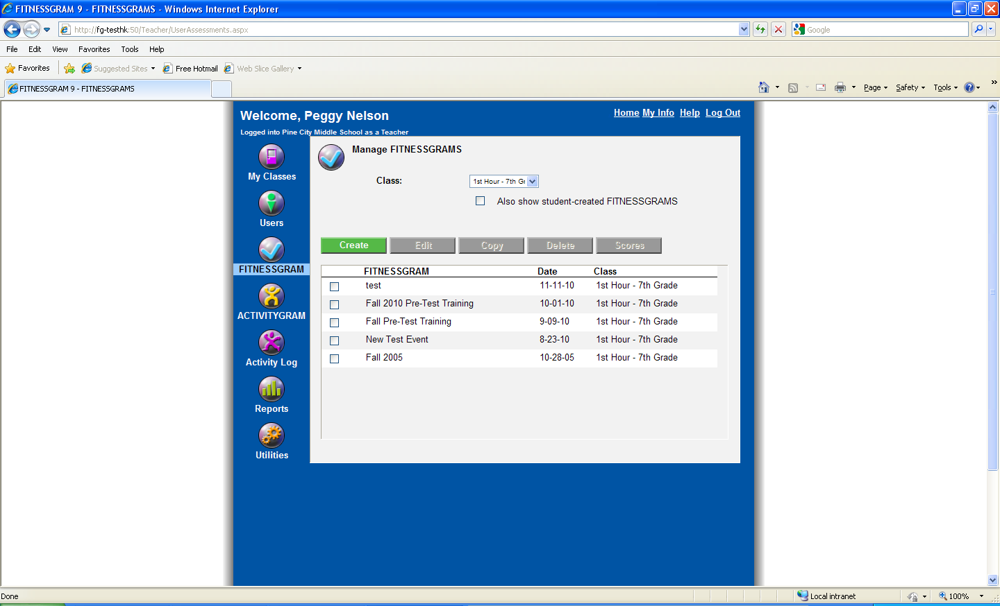 FITNESSGRAM 9 - FITNESSGRAMS - Windows Internet Explorer
http://fg-testhk:50/Teacher/UserAssessments.aspx
Google
File Edit View Favorites Tools Help
Favorites Suggested Sites Free Hotmail Web Slice Gallery
FITNESSGRAM 9 - FITNESSGRAMS
Page Safety Tools
Welcome, Peggy Nelson
Home My Info Help Log Out
Logged into Pine City Middle School as a Teacher
My Classes
Users
FITNESSGRAM
ACTIVITYGRAM
Activity Log
Reports
Utilities
Manage FITNESSGRAMS
Class: 1st Hour - 7th Gr
Also show student-created FITNESSGRAMS
Create Edit Copy Delete Scores
FITNESSGRAM Date Class
test 11-11-10 1st Hour - 7th Grade
Fall 2010 Pre-Test Training 10-01-10 1st Hour - 7th Grade
Fall Pre-Test Training 9-09-10 1st Hour - 7th Grade
New Test Event 8-23-10 1st Hour - 7th Grade
Fall 2005 10-28-05 1st Hour - 7th Grade
Done
Local intranet
100%